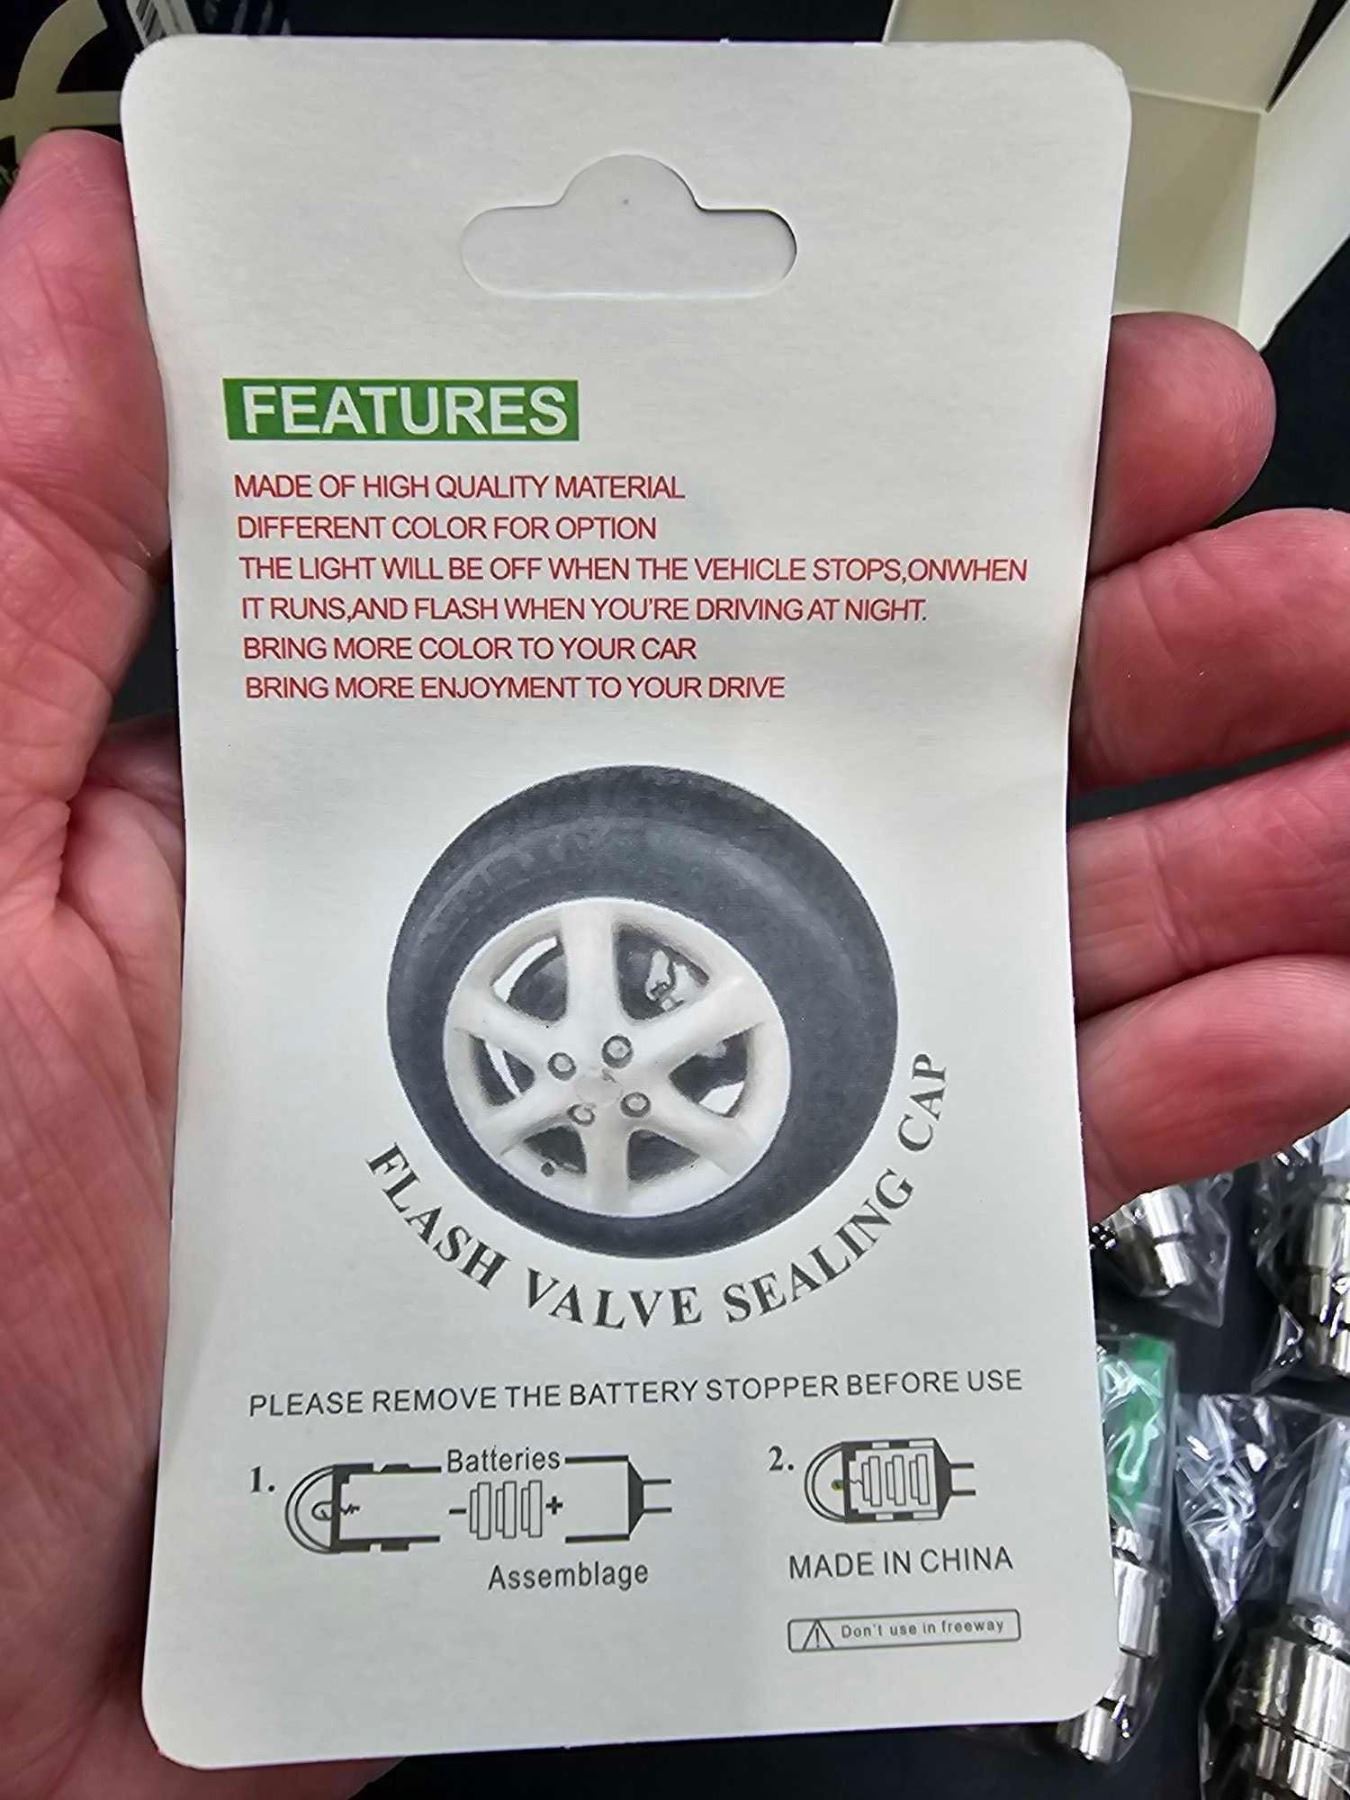 FEATURES
MADE OF HIGH QUALITY MATERIAL
DIFFERENT COLOR FOR OPTION
THE LIGHT WILL BE OFF WHEN THE VEHICLE STOPS,ONWHEN
IT RUNS,AND FLASH WHEN YOU'RE DRIVING AT NIGHT.
BRING MORE COLOR TO YOUR CAR
BRING MORE ENJOYMENT TO YOUR DRIVE
FLASH VALVE SEALING CAP
PLEASE REMOVE THE BATTERY STOPPER BEFORE USE
1.
Batteries
- +
Assemblage
2.
MADE IN CHINA
Don't use in freeway